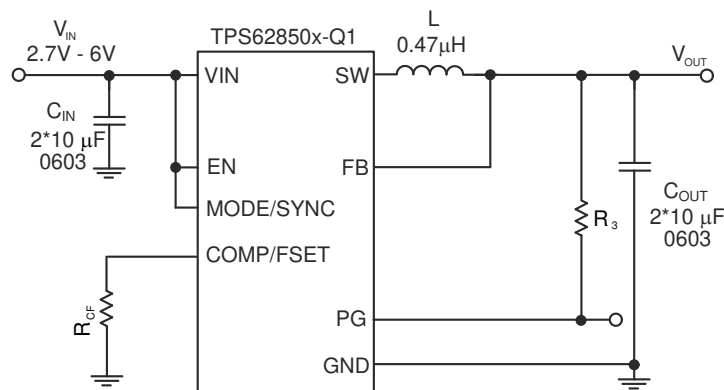 V_IN
2.7V - 6V
TPS62850x-Q1
L
0.47μH
V_OUT
VIN
SW
C_IN
2*10 μF
0603
EN
FB
MODE/SYNC
C_OUT
2*10 μF
0603
R_3
COMP/FSET
R_CF
PG
GND